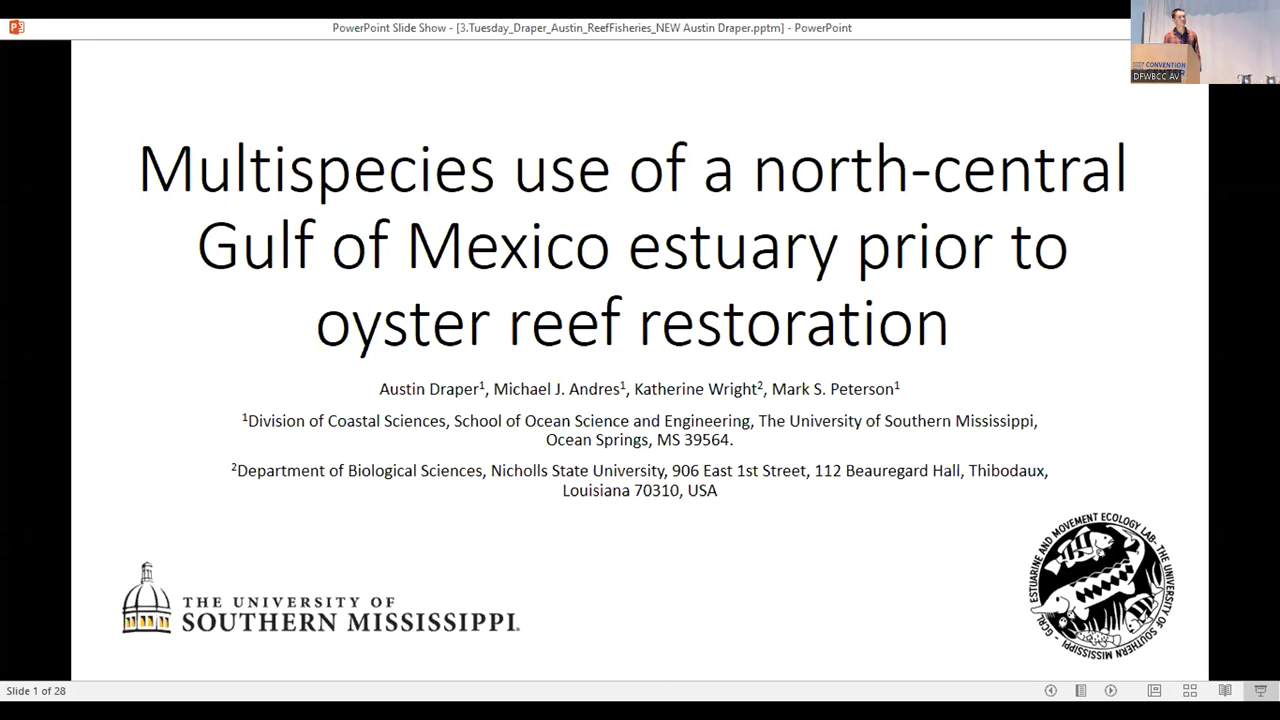 PowerPoint Slide Show - [3.Tuesday_Draper_Austin_ReefFisheries_NEW Austin Draper.pptm] - PowerPoint
CONVENTION
DFWBCC AV
Multispecies use of a north-central
Gulf of Mexico estuary prior to
oyster reef restoration
Austin Draper¹, Michael J. Andres¹, Katherine Wright², Mark S. Peterson¹
¹Division of Coastal Sciences, School of Ocean Science and Engineering, The University of Southern Mississippi,
Ocean Springs, MS 39564.
²Department of Biological Sciences, Nicholls State University, 906 East 1st Street, 112 Beauregard Hall, Thibodaux,
Louisiana 70310, USA
THE UNIVERSITY OF
SOUTHERN MISSISSIPPI.
ESTUARINE AND MOVEMENT ECOLOGY LAB- THE UNIVERSITY OF SOUTHERN MISSISSIPPI - GCRL
Slide 1 of 28